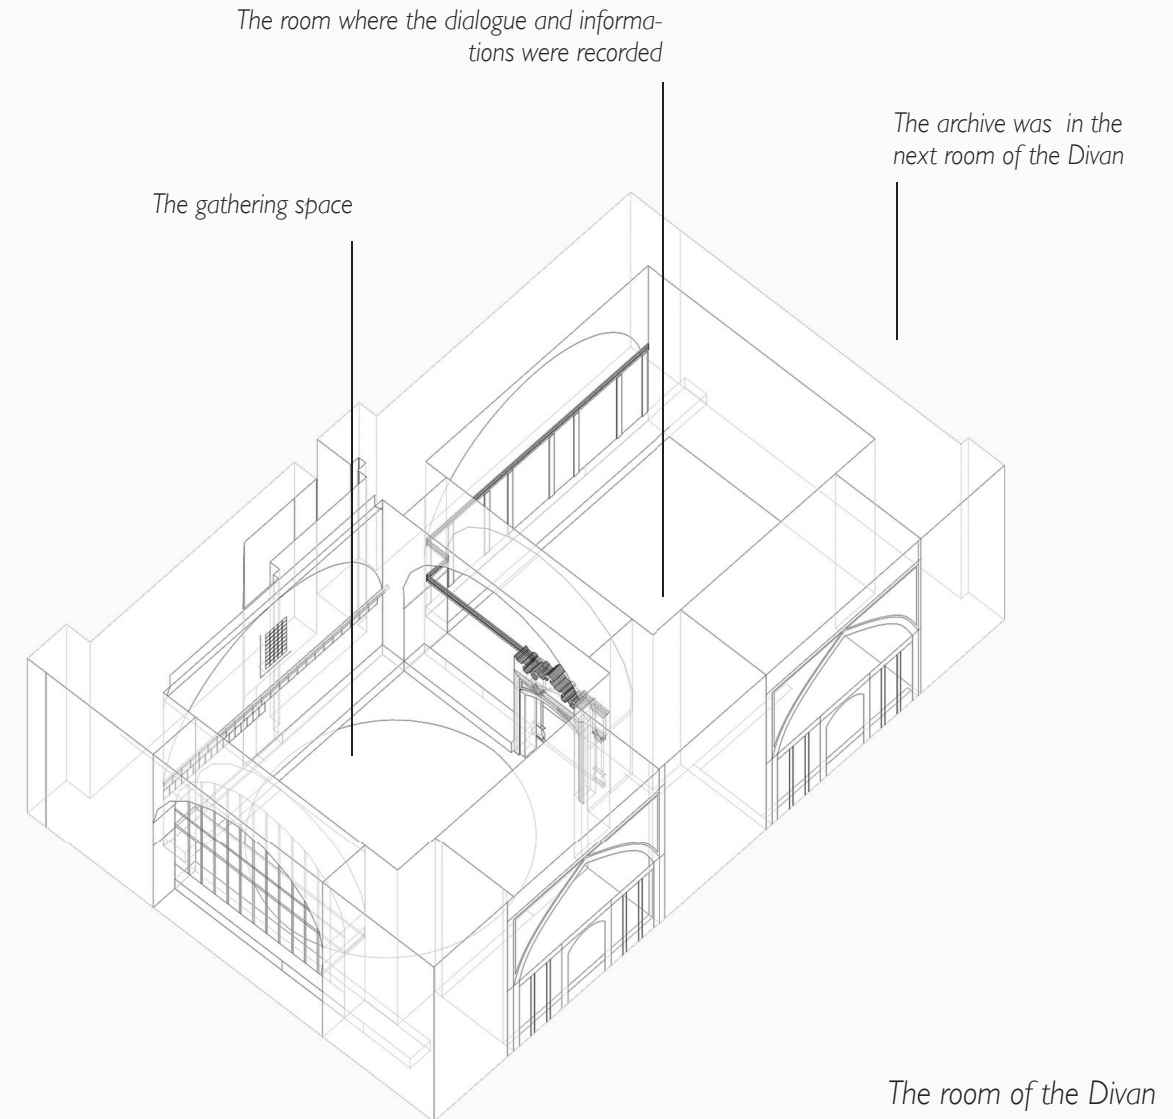 The room where the dialogue and informa-
tions were recorded
The archive was  in the
next room of the Divan
The gathering space
The room of the Divan